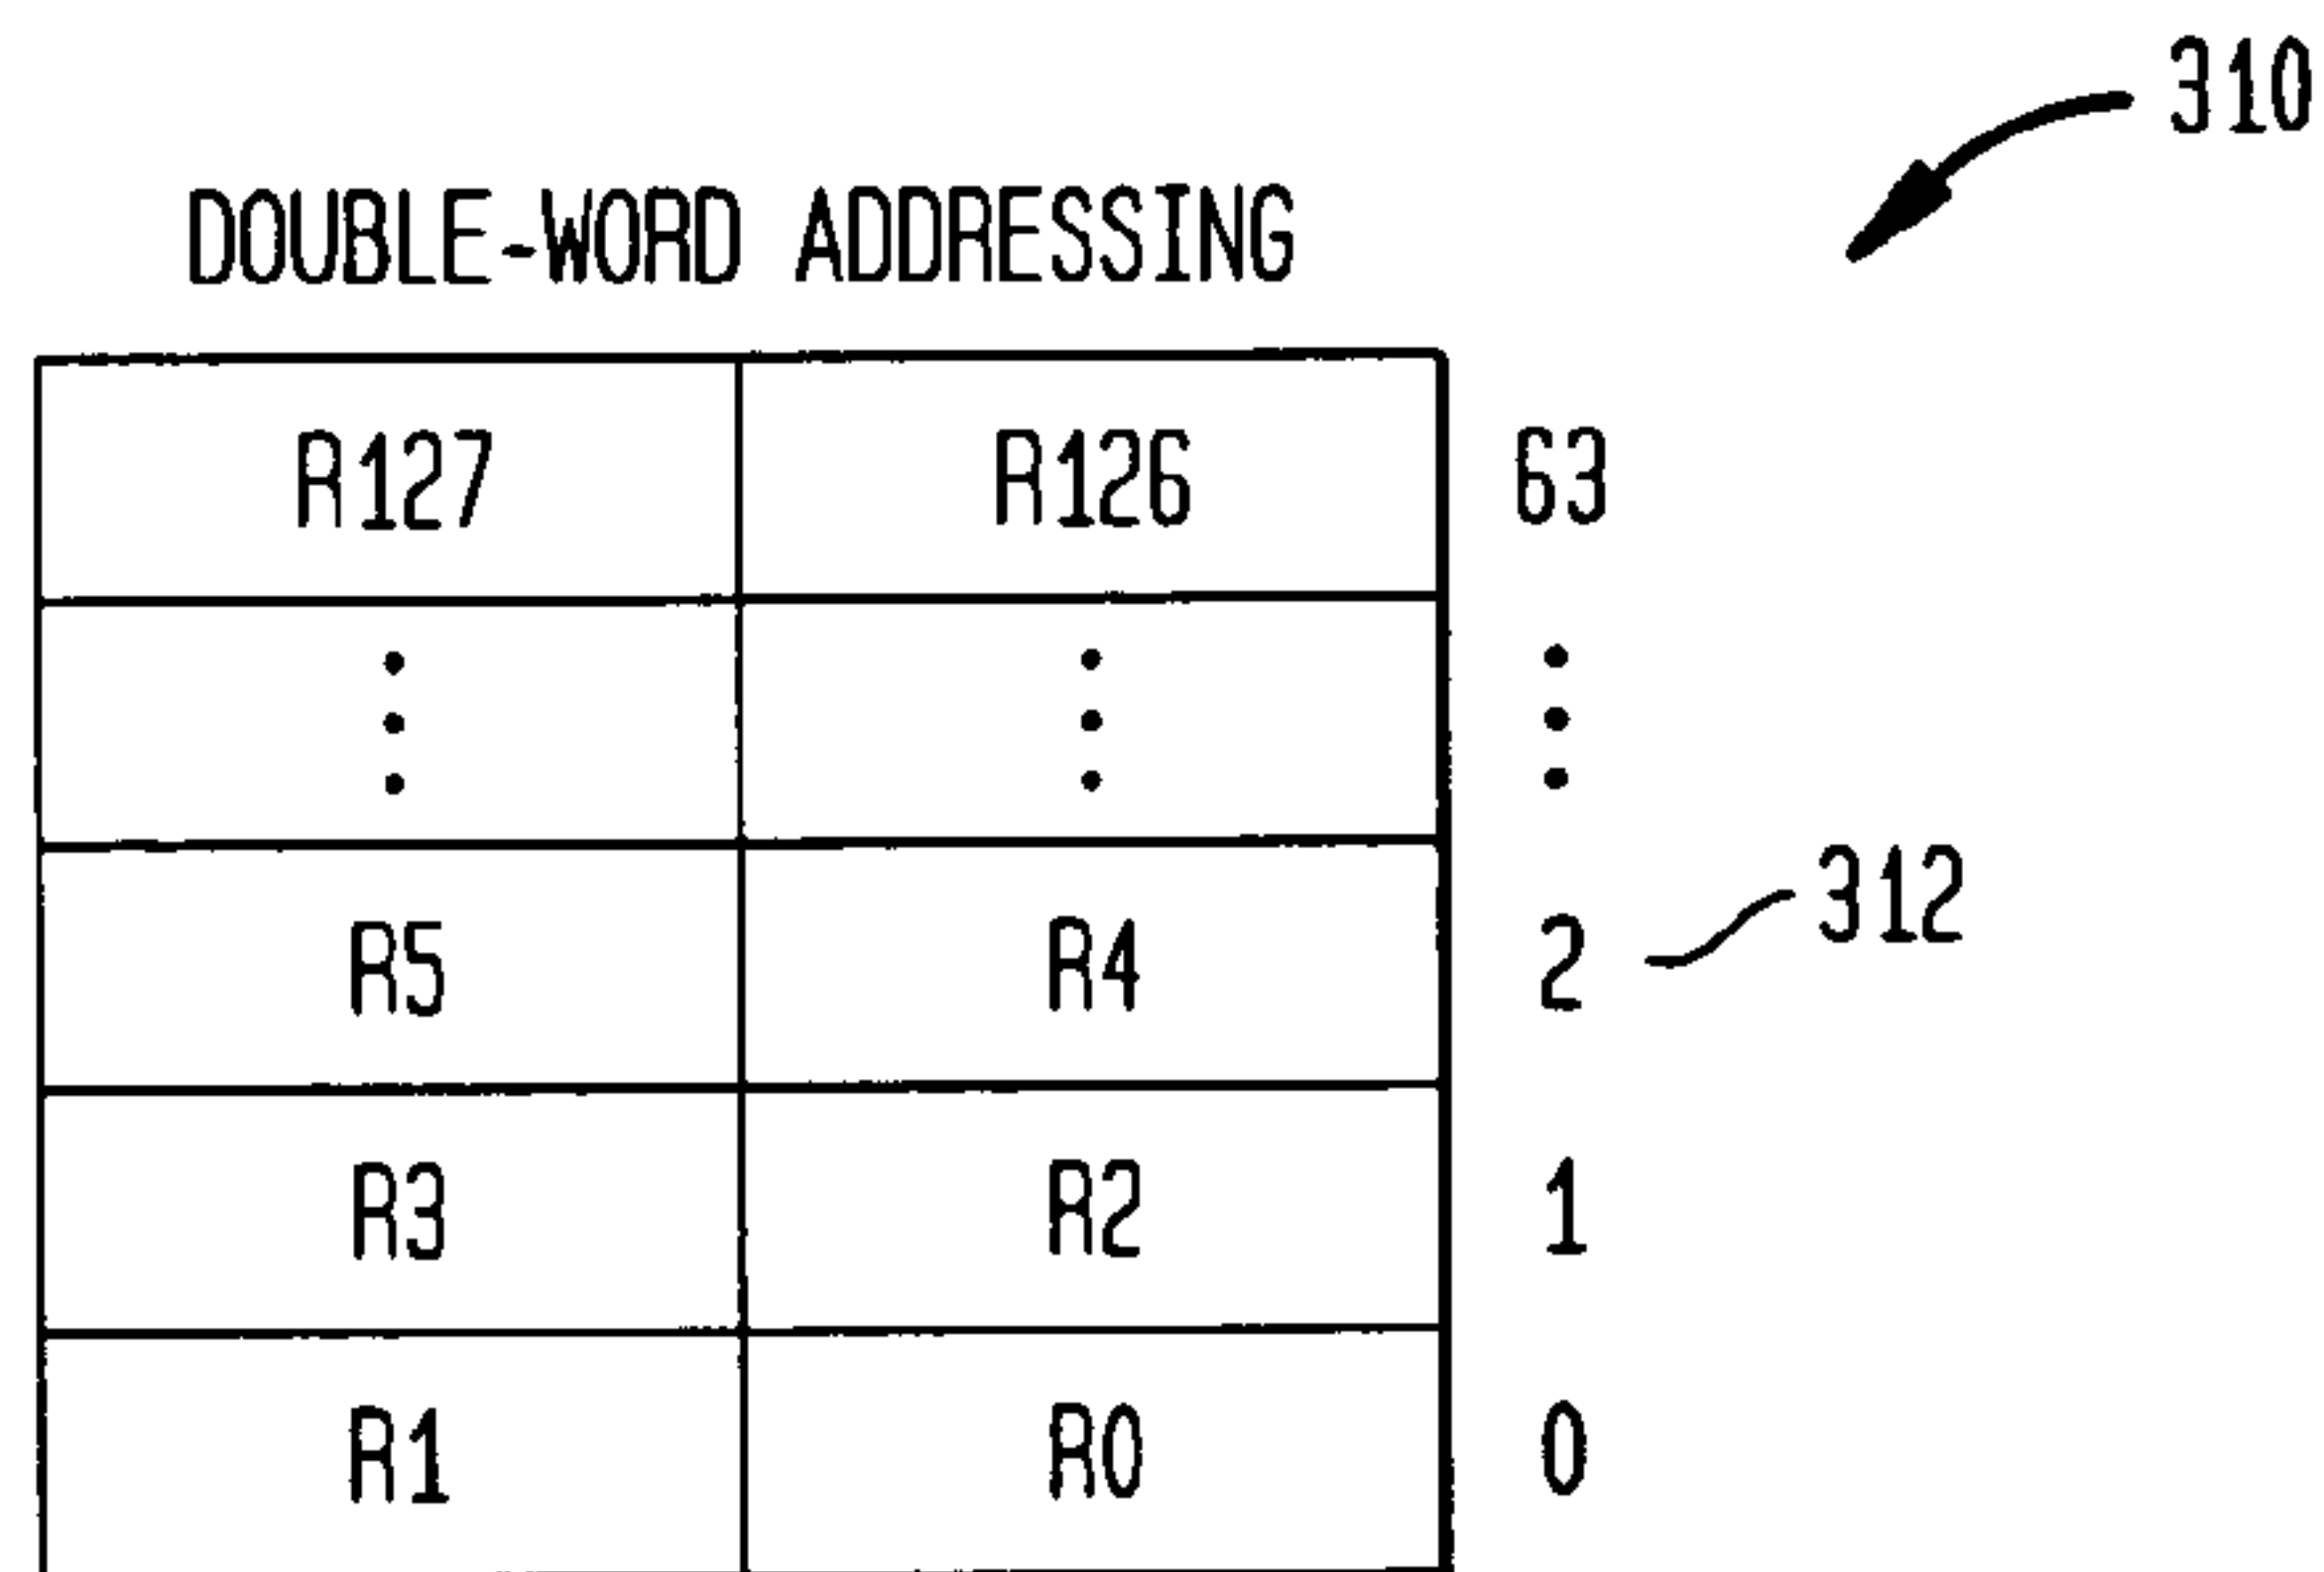 310
DOUBLE-WORD ADDRESSING
R127 R126 63
R5 R4 2 312
R3 R2 1
R1 R0 0